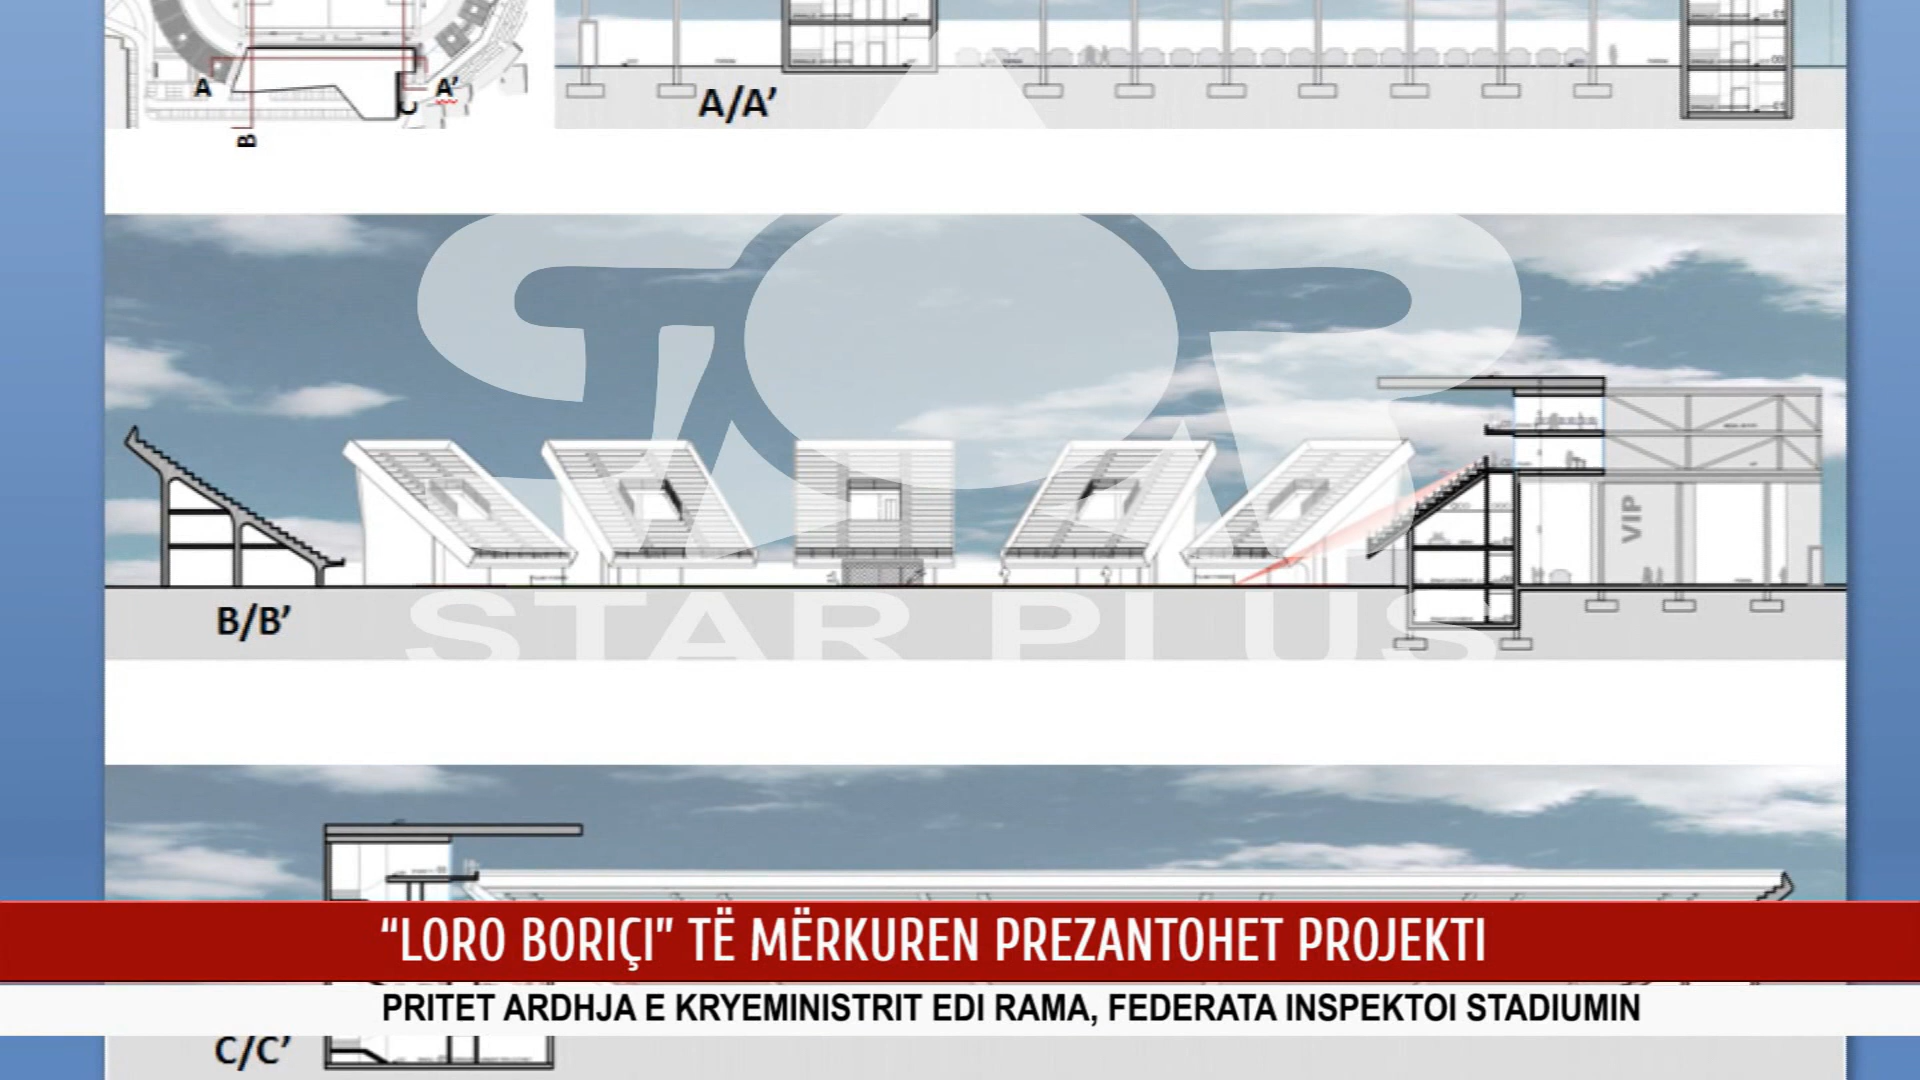 A
A'
C
B
A/A'
STAR PLUS
VIP
B/B'
“LORO BORIÇI” TË MËRKUREN PREZANTOHET PROJEKTI
PRITET ARDHJA E KRYEMINISTRIT EDI RAMA, FEDERATA INSPEKTOI STADIUMIN
C/C'